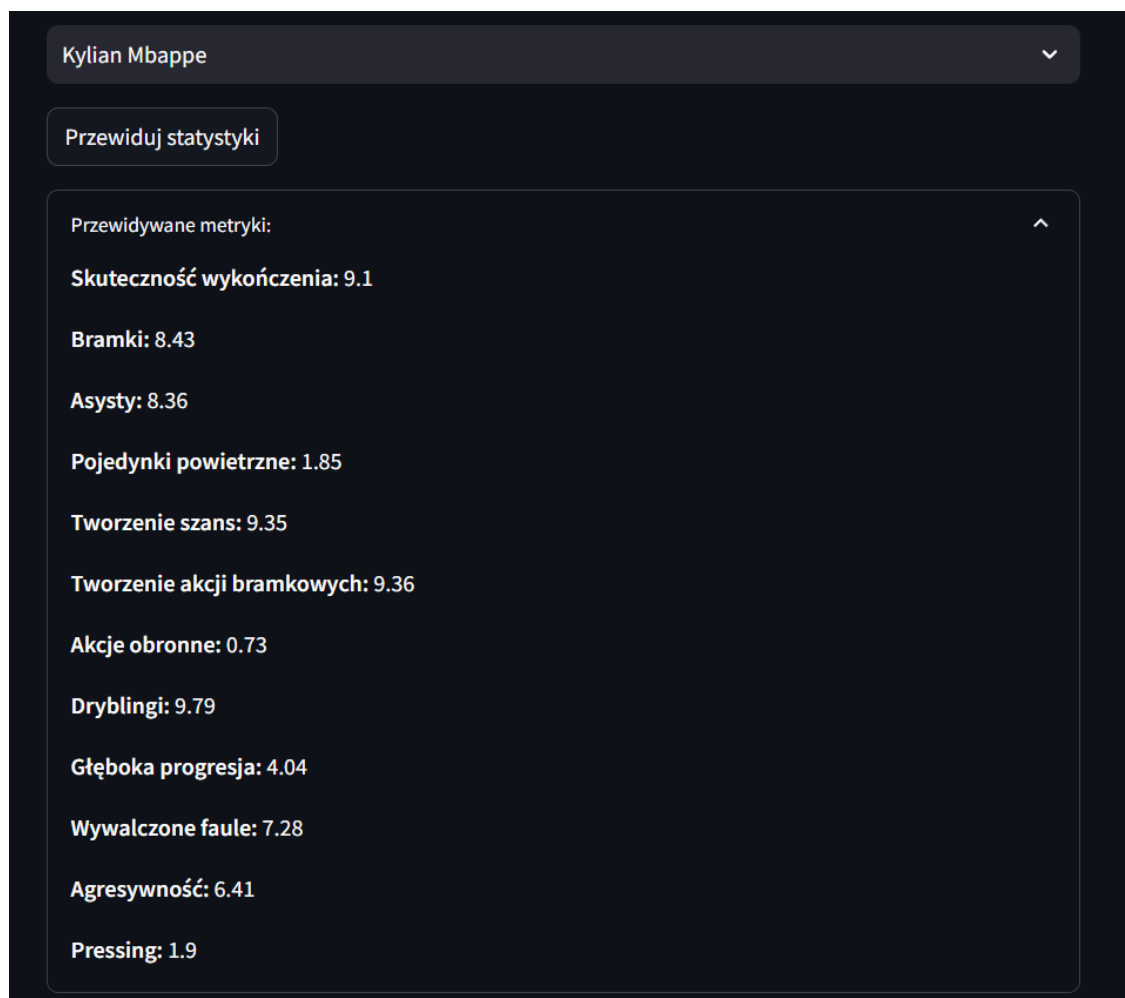 Kylian Mbappe
Przewiduj statystyki
Przewidywane metryki:
Skuteczność wykończenia: 9.1
Bramki: 8.43
Asysty: 8.36
Pojedynki powietrzne: 1.85
Tworzenie szans: 9.35
Tworzenie akcji bramkowych: 9.36
Akcje obronne: 0.73
Dryblingi: 9.79
Głęboka progresja: 4.04
Wywalczone faule: 7.28
Agresywność: 6.41
Pressing: 1.9